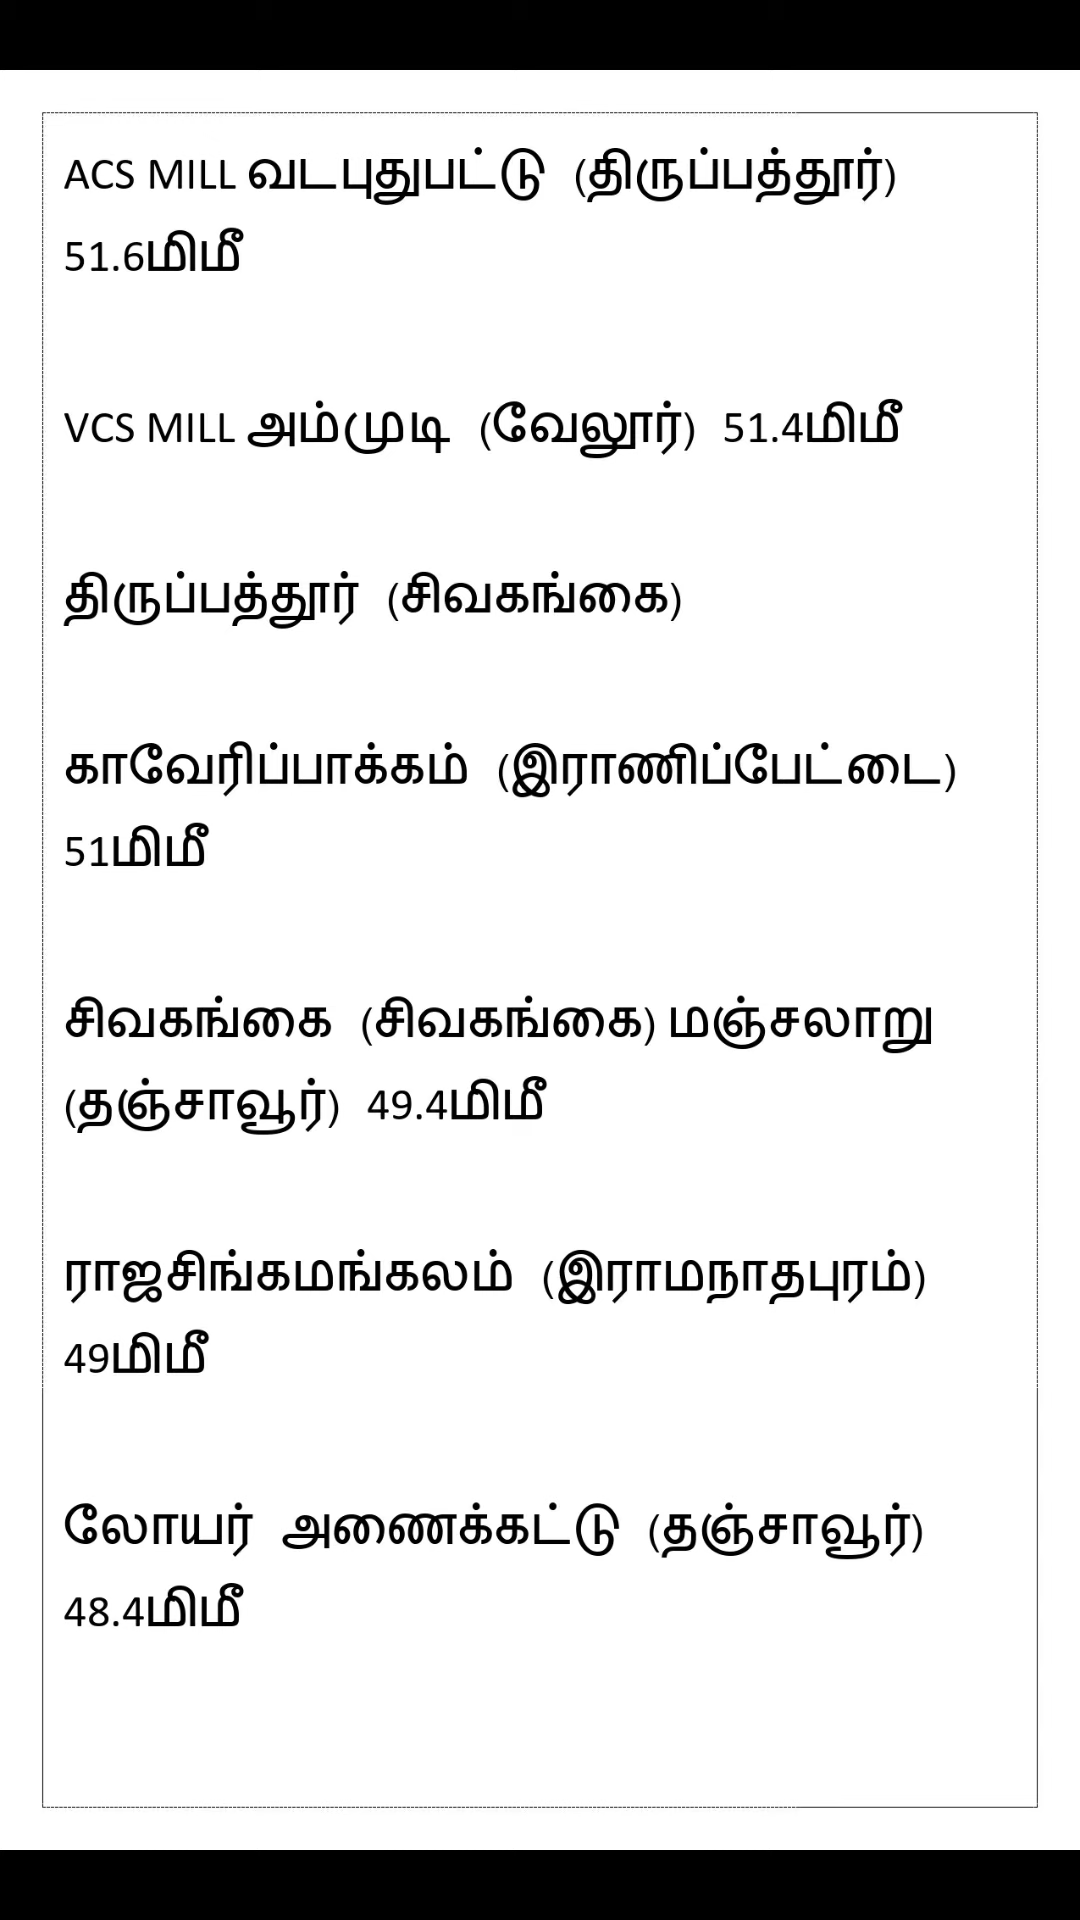 ACS MILL வடபுதுபட்டு (திருப்பத்தூர்)
51.6மிமீ
VCS MILL அம்முடி (வேலூர்) 51.4மிமீ
திருப்பத்தூர் (சிவகங்கை)
காவேரிப்பாக்கம் (இராணிப்பேட்டை)
51மிமீ
சிவகங்கை (சிவகங்கை) மஞ்சலாறு
(தஞ்சாவூர்) 49.4மிமீ
ராஜசிங்கமங்கலம் (இராமநாதபுரம்)
49மிமீ
லோயர் அணைக்கட்டு (தஞ்சாவூர்)
48.4மிமீ